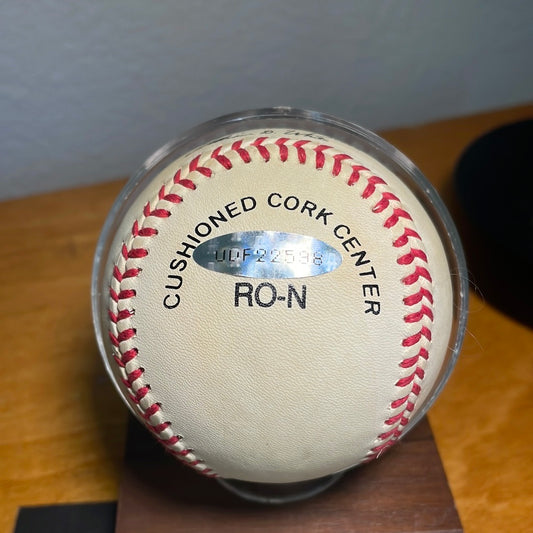 CUSHIONED CORK CENTER
UDF22598
RO-N